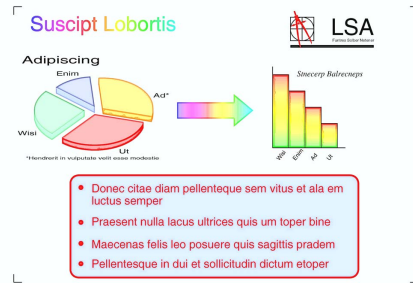 Suscipt Lobortis
LSA
Adipiscing
Enim
Ad*
Wisi
Ut
*Hendrerit in vulputate velit esse modestie
Smecerp Balrecneps
Wisi
Enim
Ad
Ut
Donec citae diam pellenteque sem vitus et ala em
luctus semper
Praesent nulla lacus ultrices quis um toper bine
Maecenas felis leo posuere quis sagittis pradem
Pellentesque in dui et sollicitudin dictum etoper